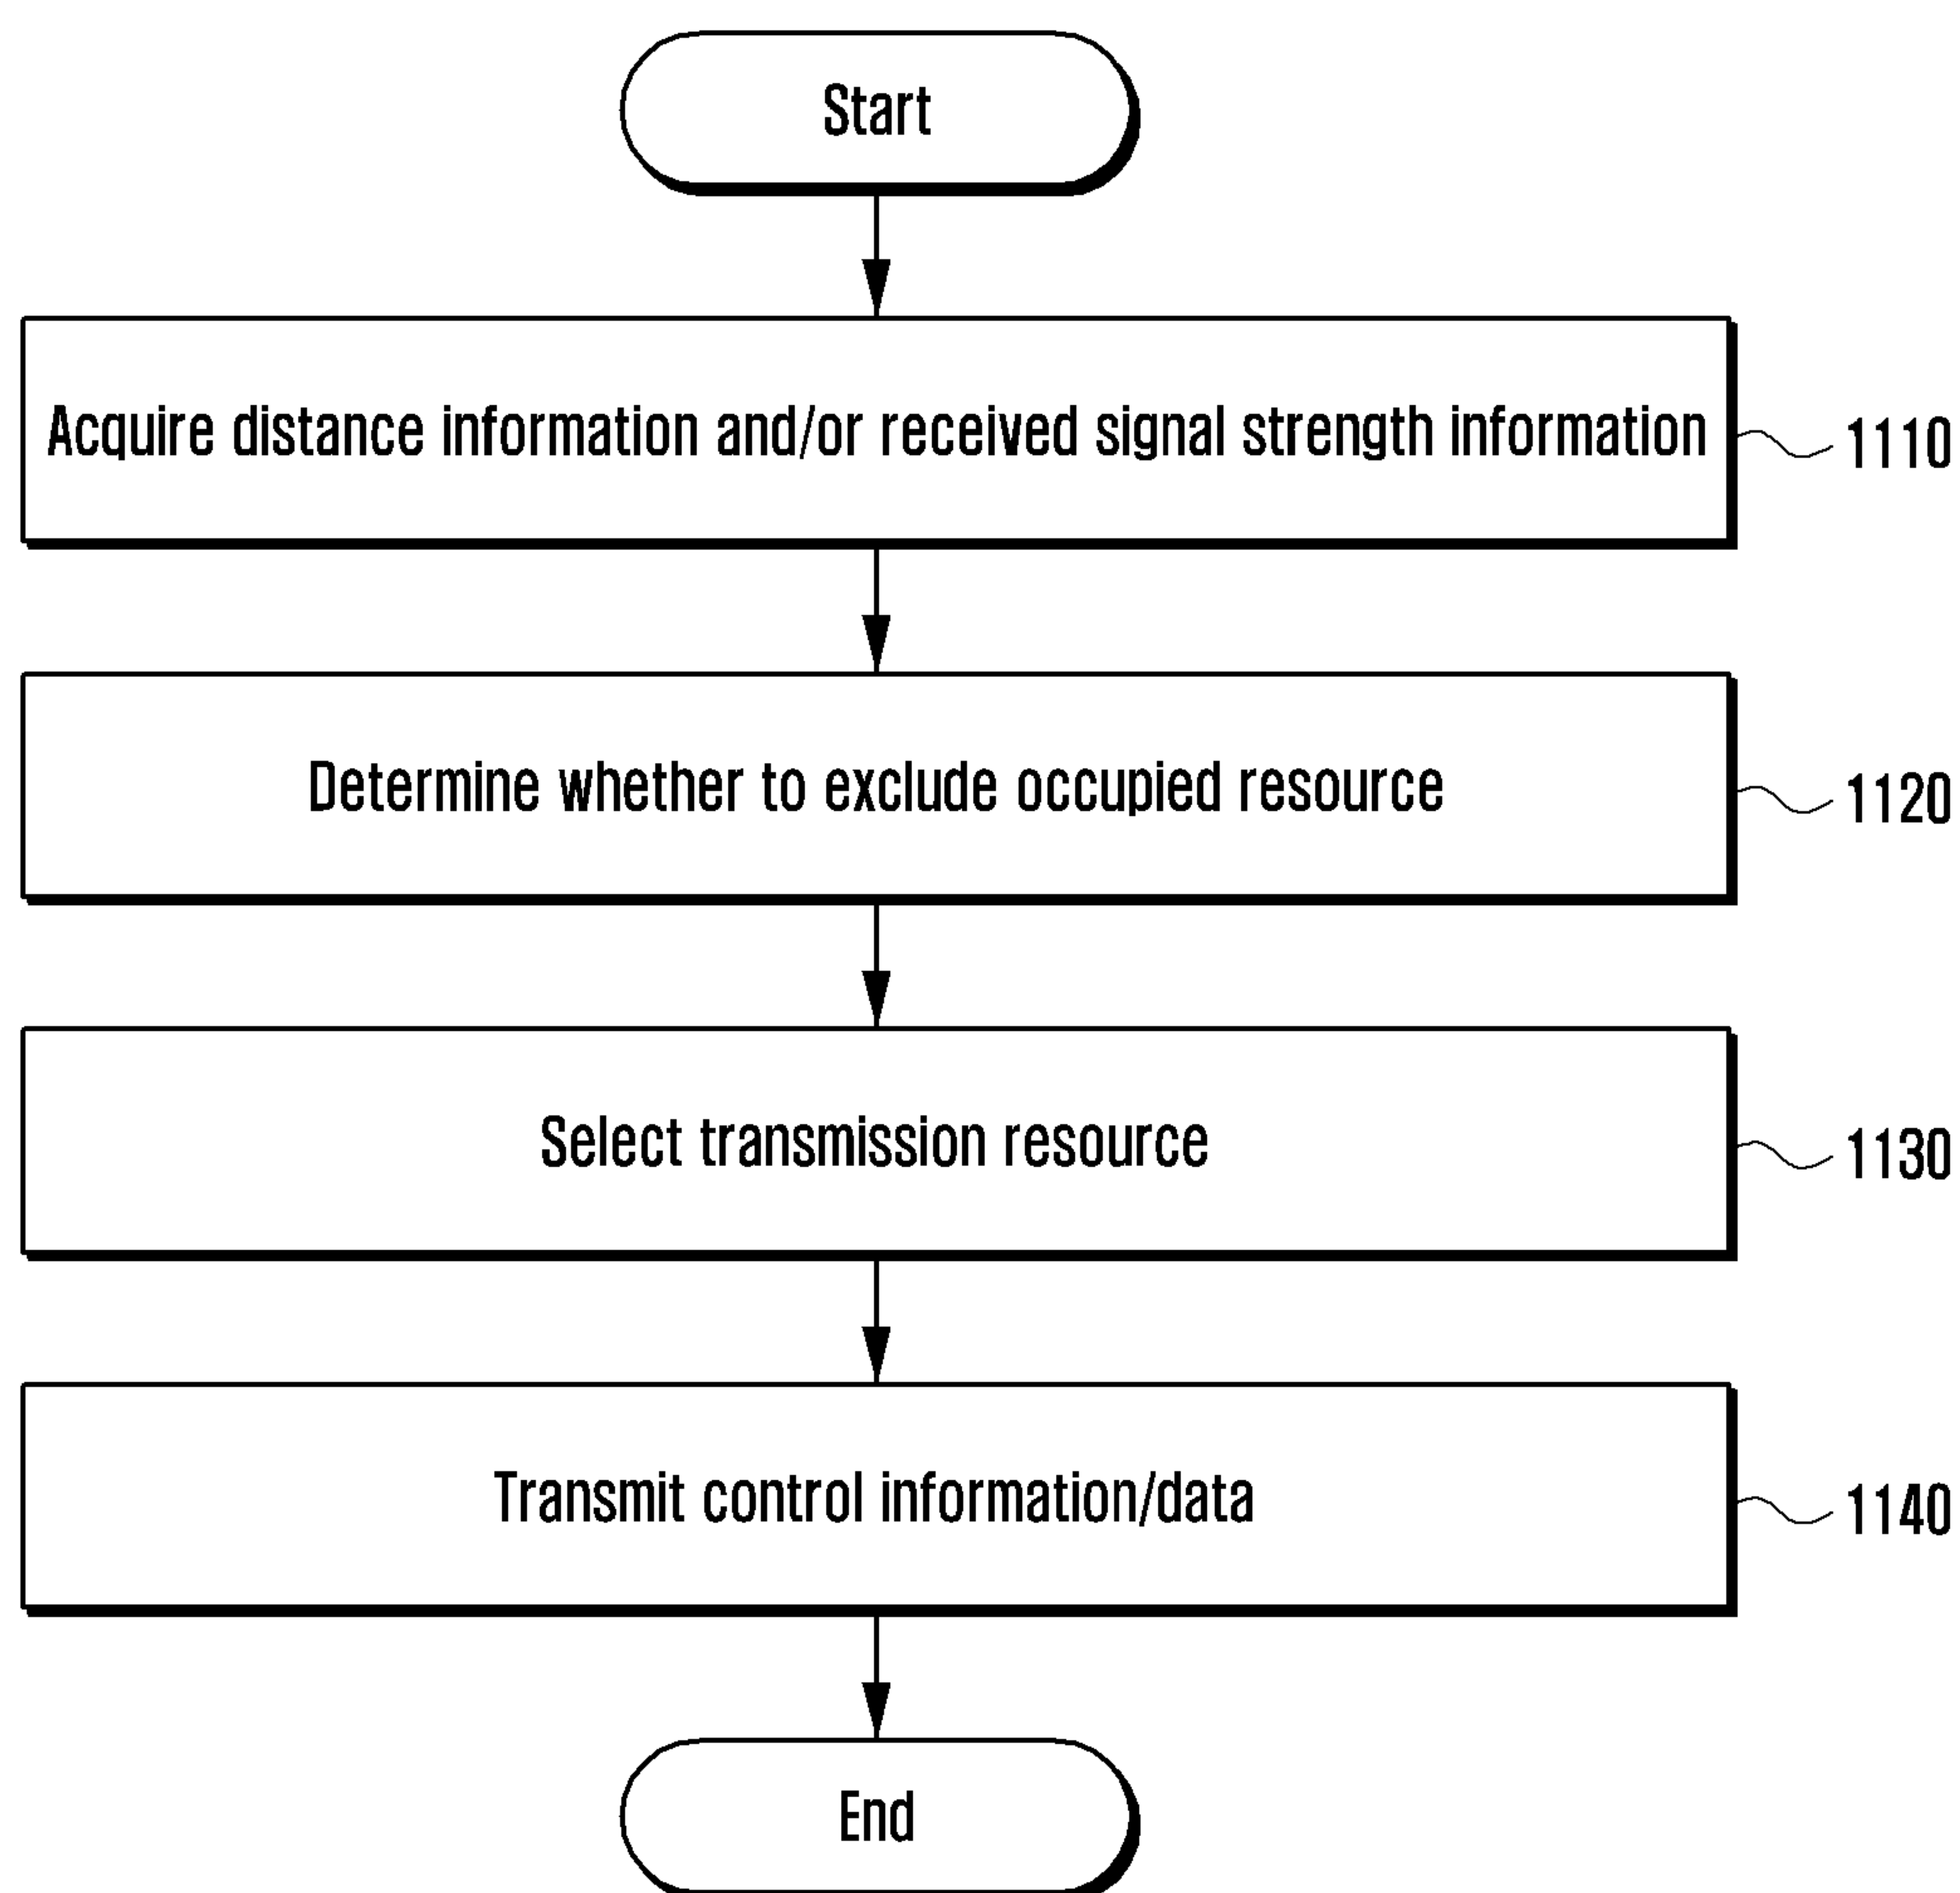 Start
Acquire distance information and/or received signal strength information
1110
Determine whether to exclude occupied resource
1120
Select transmission resource
1130
Transmit control information/data
1140
End